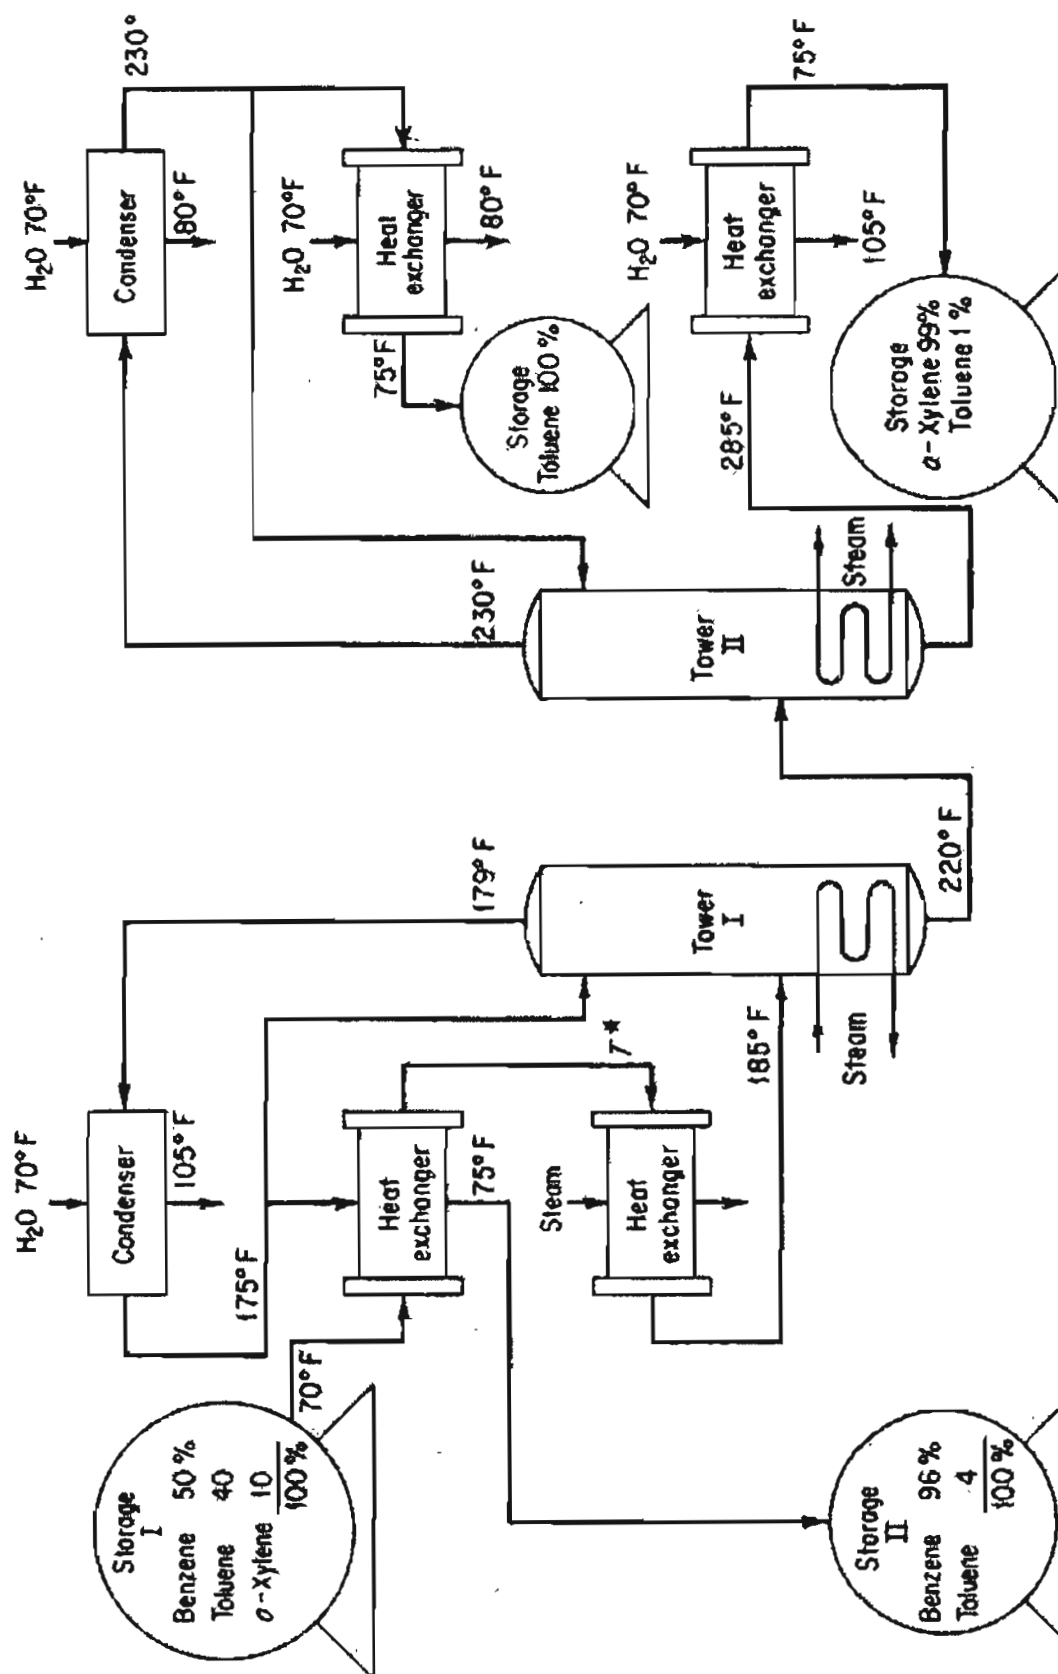 Storage
I
Benzene 50%
Toluene 40
o-Xylene 10
100%
70°F
H₂O 70°F
Condenser
105°F
175°F
Heat
exchanger
75°F
T*
Steam
Heat
exchanger
185°F
179°F
Tower
I
Steam
220°F
Storage
II
Benzene 96%
Toluene 4
100%
230°F
Tower
II
Steam
H₂O 70°F
Condenser
80°F
230°
H₂O 70°F
Heat
exchanger
80°F
75°F
Storage
Toluene 100%
285°F
H₂O 70°F
Heat
exchanger
105°F
75°F
Storage
o-Xylene 99%
Toluene 1%